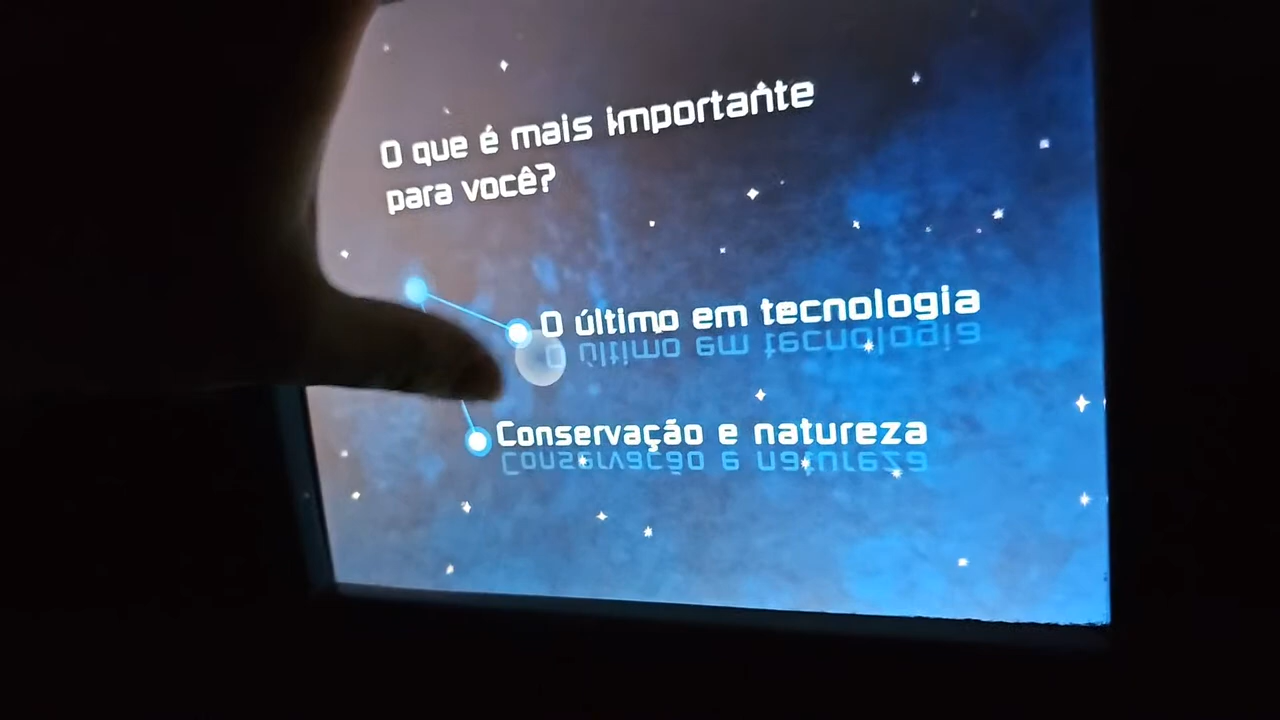 O que é mais importante
para você?
O último em tecnologia
Conservação e natureza